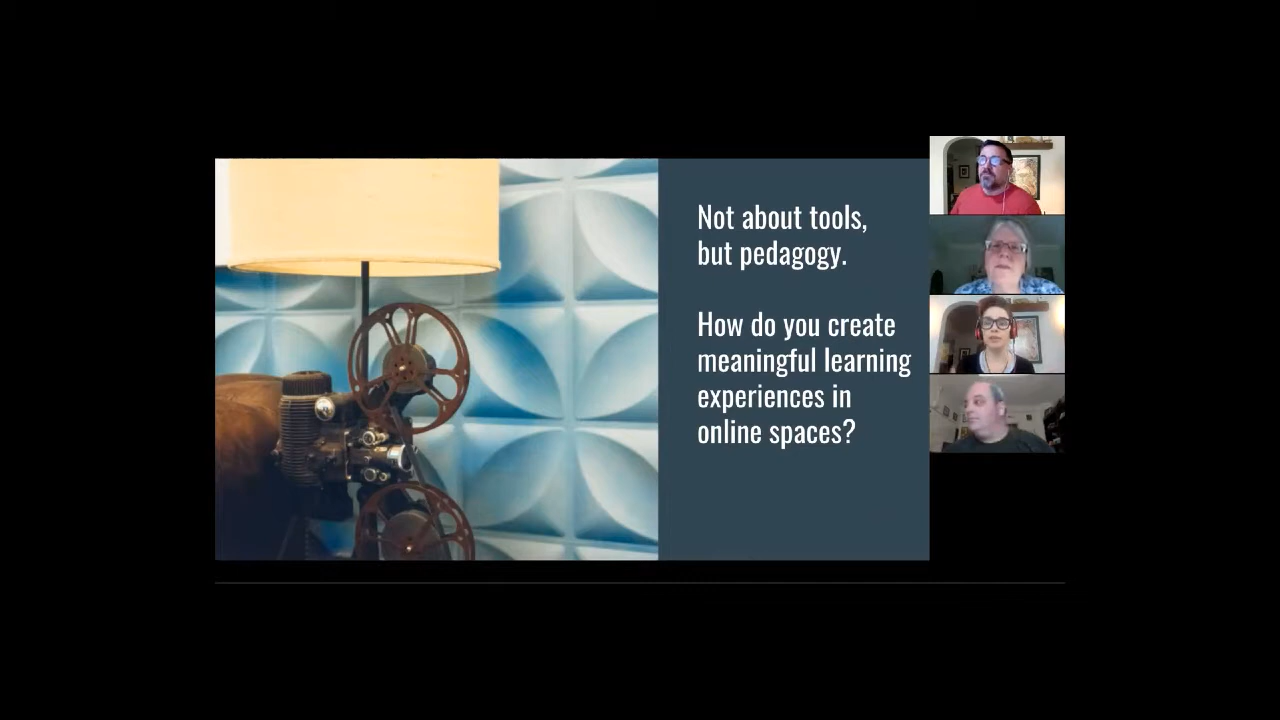 Not about tools,
but pedagogy.
How do you create
meaningful learning
experiences in
online spaces?